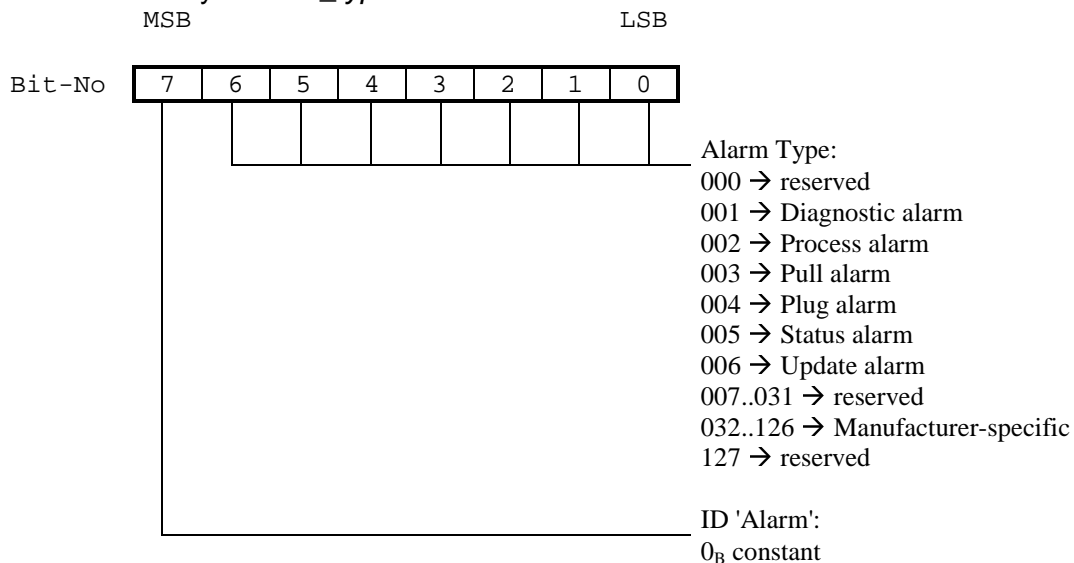 MSB LSB
Bit-No 7 6 5 4 3 2 1 0
Alarm Type:
000 → reserved
001 → Diagnostic alarm
002 → Process alarm
003 → Pull alarm
004 → Plug alarm
005 → Status alarm
006 → Update alarm
007..031 → reserved
032..126 → Manufacturer-specific
127 → reserved
ID 'Alarm':
0B constant